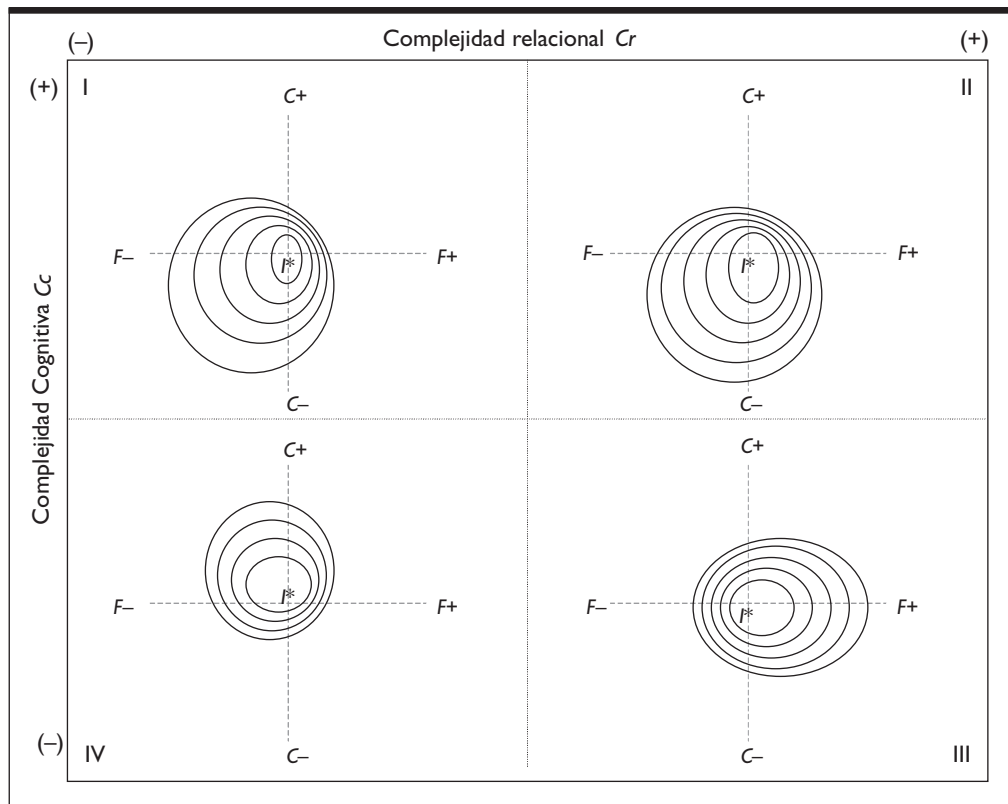 (–) Complejidad relacional Cr (+)
(+) I II
C+ C+
F– I* F+ F– I* F+
C– C–
Complejidad Cognitiva Cc
C+ C+
F– I* F+ F– I* F+
C– C–
(–) IV III